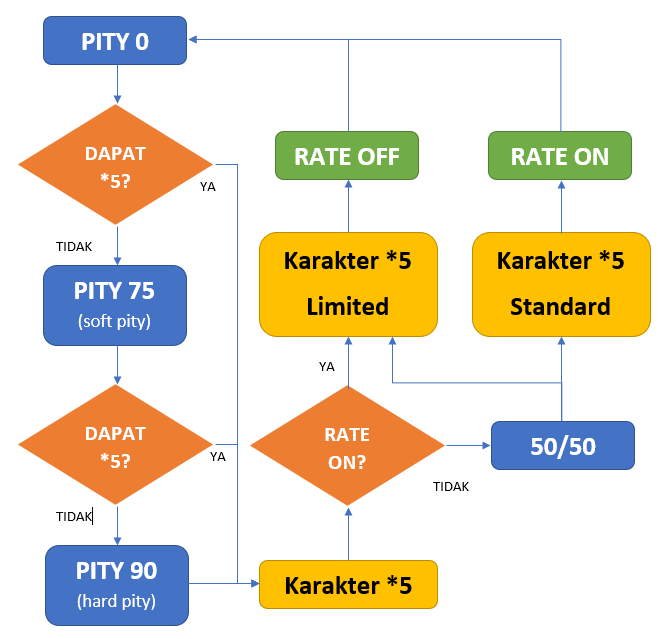 PITY 0
DAPAT
*5?
YA
TIDAK
PITY 75
(soft pity)
DAPAT
*5?
YA
TIDAK
PITY 90
(hard pity)
Karakter *5
RATE
ON?
YA
TIDAK
50/50
Karakter *5
Limited
Karakter *5
Standard
RATE OFF
RATE ON